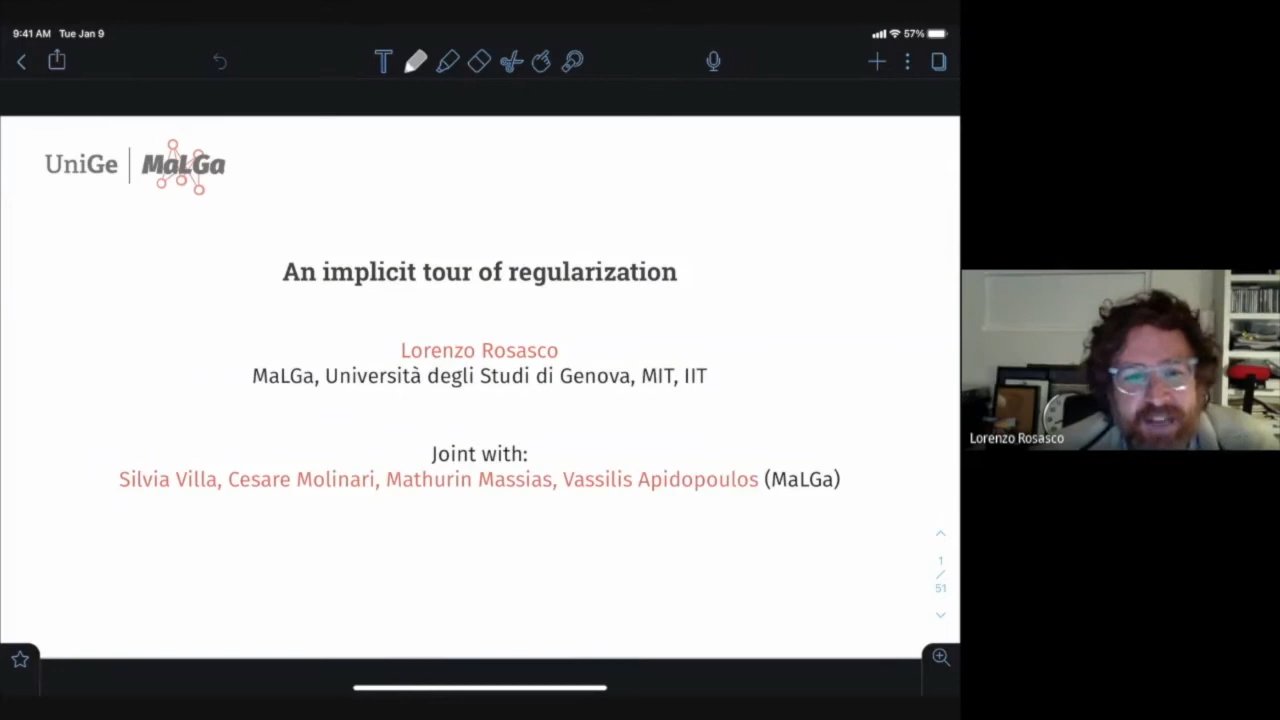 9:41 AM Tue Jan 9
57%
UniGe | MaLGa
An implicit tour of regularization
Lorenzo Rosasco
MaLGa, Università degli Studi di Genova, MIT, IIT
Joint with:
Silvia Villa, Cesare Molinari, Mathurin Massias, Vassilis Apidopoulos (MaLGa)
1
/
51
Lorenzo Rosasco